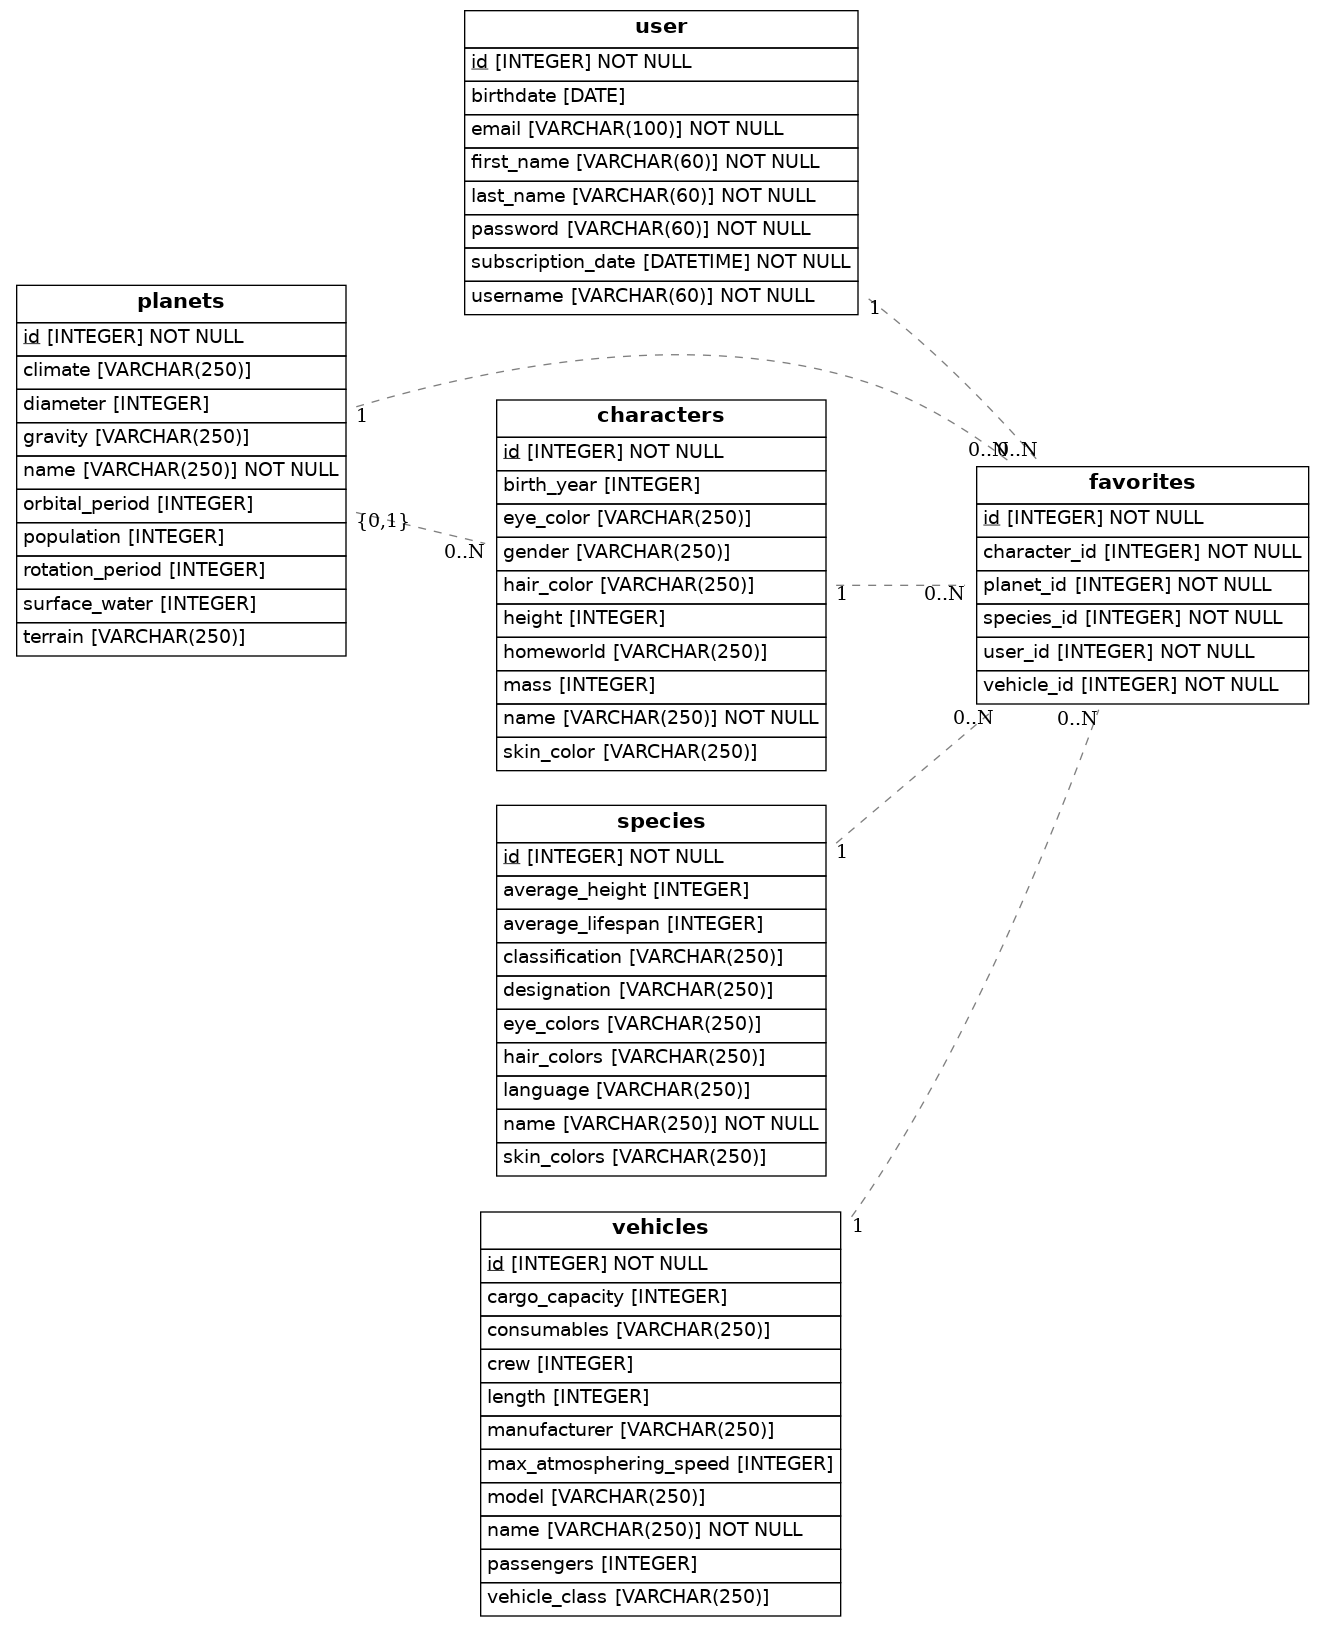 user
id [INTEGER] NOT NULL
birthdate [DATE]
email [VARCHAR(100)] NOT NULL
first_name [VARCHAR(60)] NOT NULL
last_name [VARCHAR(60)] NOT NULL
password [VARCHAR(60)] NOT NULL
subscription_date [DATETIME] NOT NULL
username [VARCHAR(60)] NOT NULL
1
planets
id [INTEGER] NOT NULL
climate [VARCHAR(250)]
diameter [INTEGER]
gravity [VARCHAR(250)]
name [VARCHAR(250)] NOT NULL
orbital_period [INTEGER]
population [INTEGER]
rotation_period [INTEGER]
surface_water [INTEGER]
terrain [VARCHAR(250)]
1
{0,1}
0..N
characters
id [INTEGER] NOT NULL
birth_year [INTEGER]
eye_color [VARCHAR(250)]
gender [VARCHAR(250)]
hair_color [VARCHAR(250)]
height [INTEGER]
homeworld [VARCHAR(250)]
mass [INTEGER]
name [VARCHAR(250)] NOT NULL
skin_color [VARCHAR(250)]
1
0..N
0..N
0..N
favorites
id [INTEGER] NOT NULL
character_id [INTEGER] NOT NULL
planet_id [INTEGER] NOT NULL
species_id [INTEGER] NOT NULL
user_id [INTEGER] NOT NULL
vehicle_id [INTEGER] NOT NULL
0..N
0..N
species
id [INTEGER] NOT NULL
average_height [INTEGER]
average_lifespan [INTEGER]
classification [VARCHAR(250)]
designation [VARCHAR(250)]
eye_colors [VARCHAR(250)]
hair_colors [VARCHAR(250)]
language [VARCHAR(250)]
name [VARCHAR(250)] NOT NULL
skin_colors [VARCHAR(250)]
1
vehicles
id [INTEGER] NOT NULL
cargo_capacity [INTEGER]
consumables [VARCHAR(250)]
crew [INTEGER]
length [INTEGER]
manufacturer [VARCHAR(250)]
max_atmosphering_speed [INTEGER]
model [VARCHAR(250)]
name [VARCHAR(250)] NOT NULL
passengers [INTEGER]
vehicle_class [VARCHAR(250)]
1